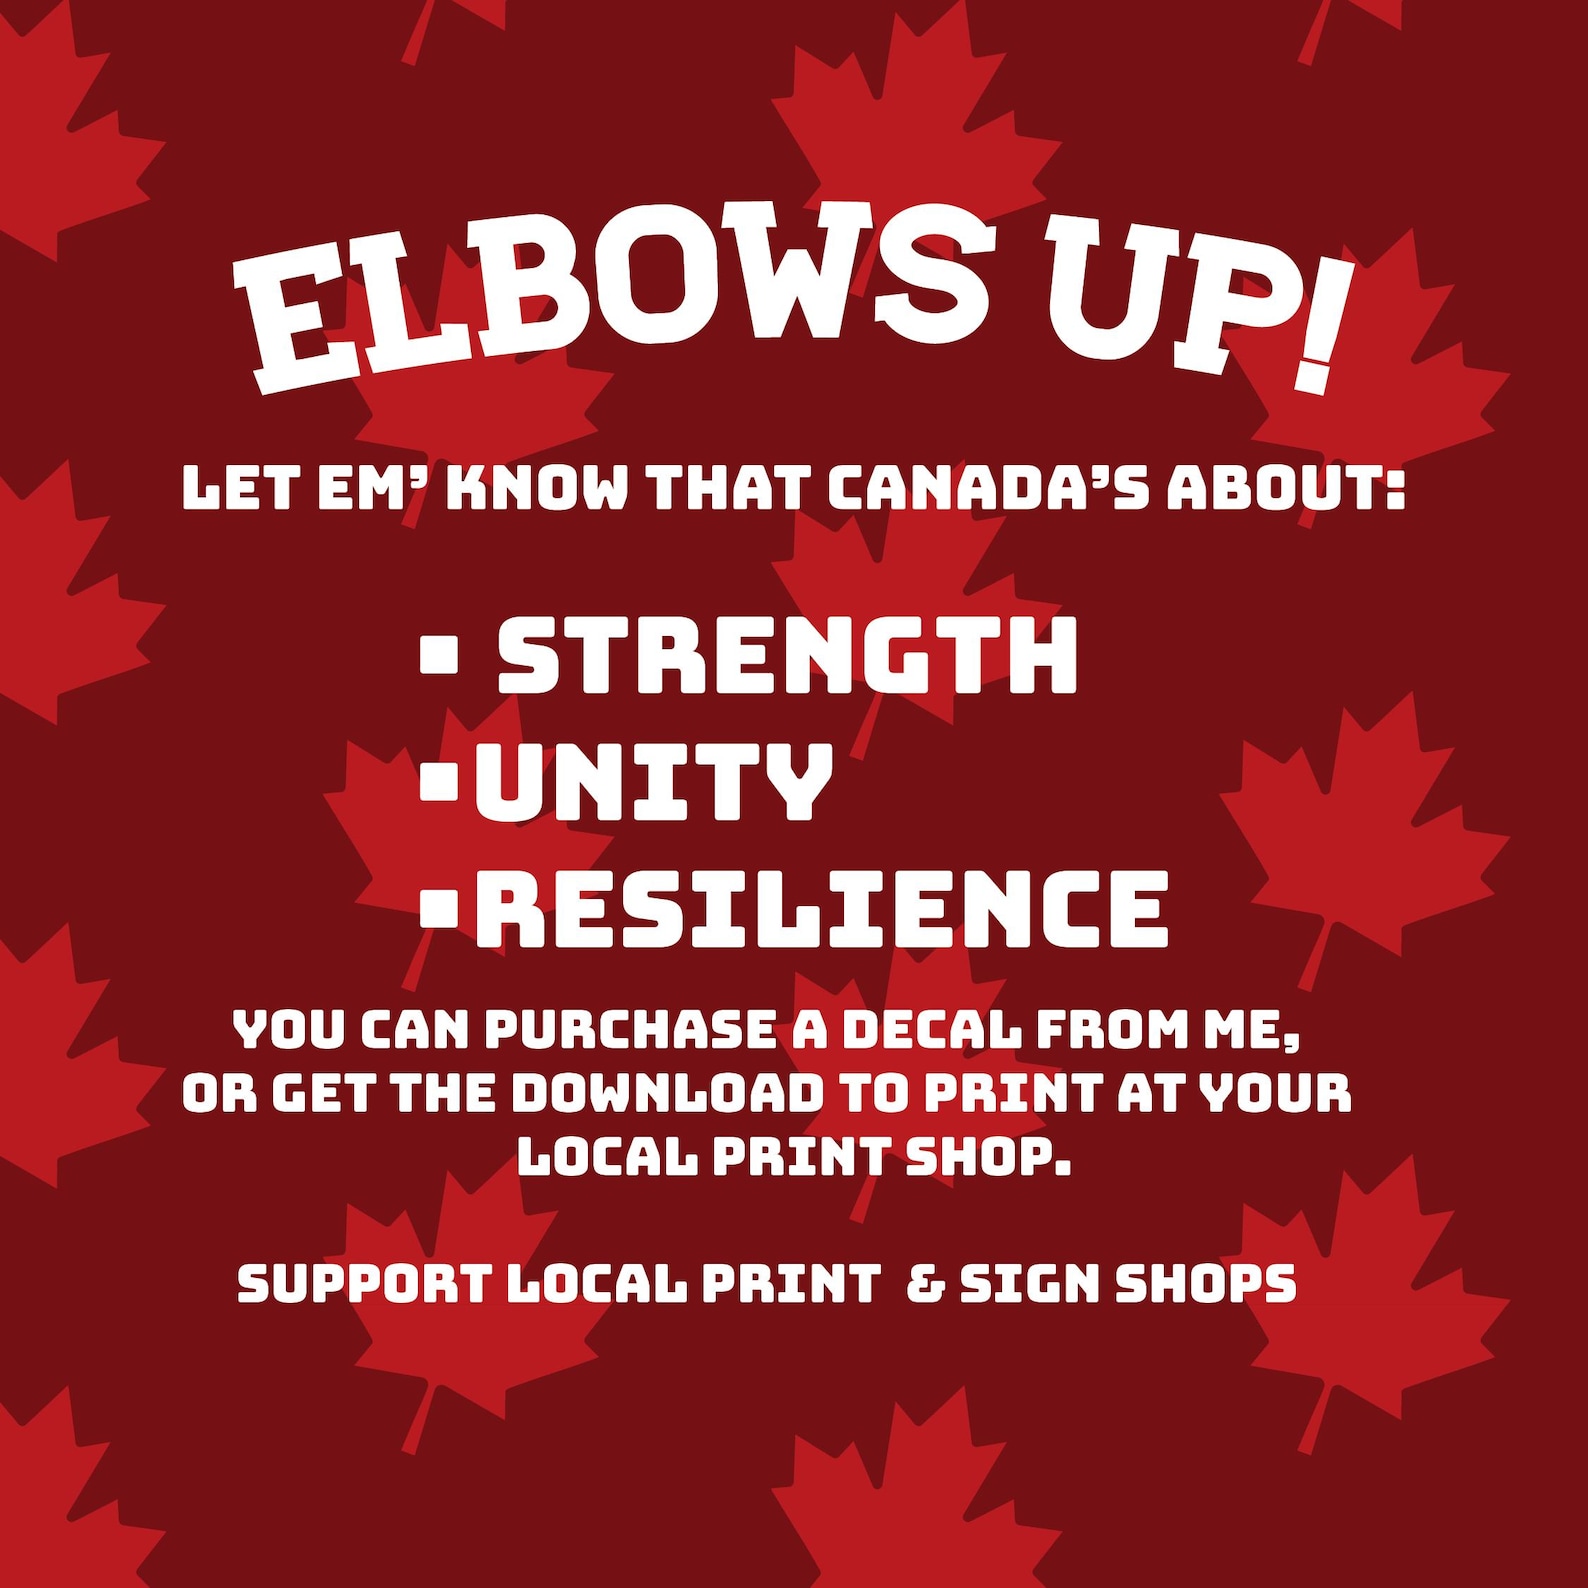 ELBOWS UP!
LET EM’ KNOW THAT CANADA’S ABOUT:
▪ STRENGTH
▪ UNITY
▪ RESILIENCE
YOU CAN PURCHASE A DECAL FROM ME,
OR GET THE DOWNLOAD TO PRINT AT YOUR
LOCAL PRINT SHOP.
SUPPORT LOCAL PRINT & SIGN SHOPS